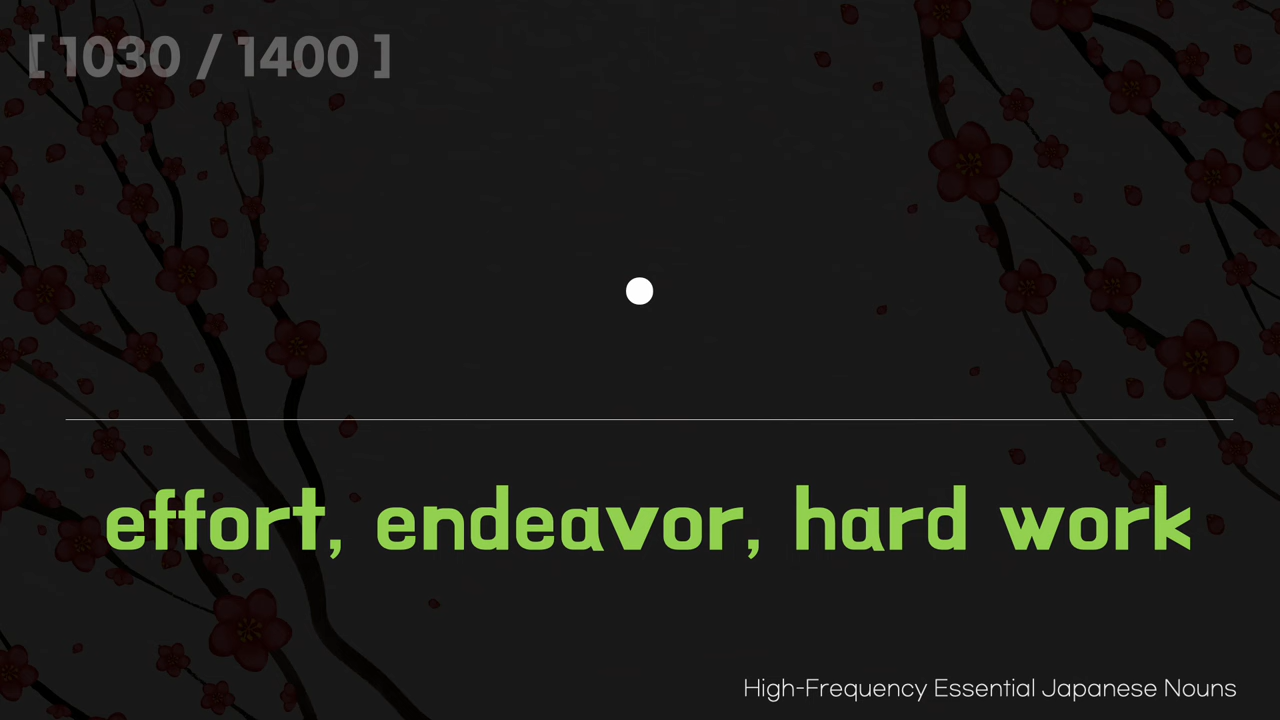 [ 1030 / 1400 ]
effort, endeavor, hard work
High-Frequency Essential Japanese Nouns